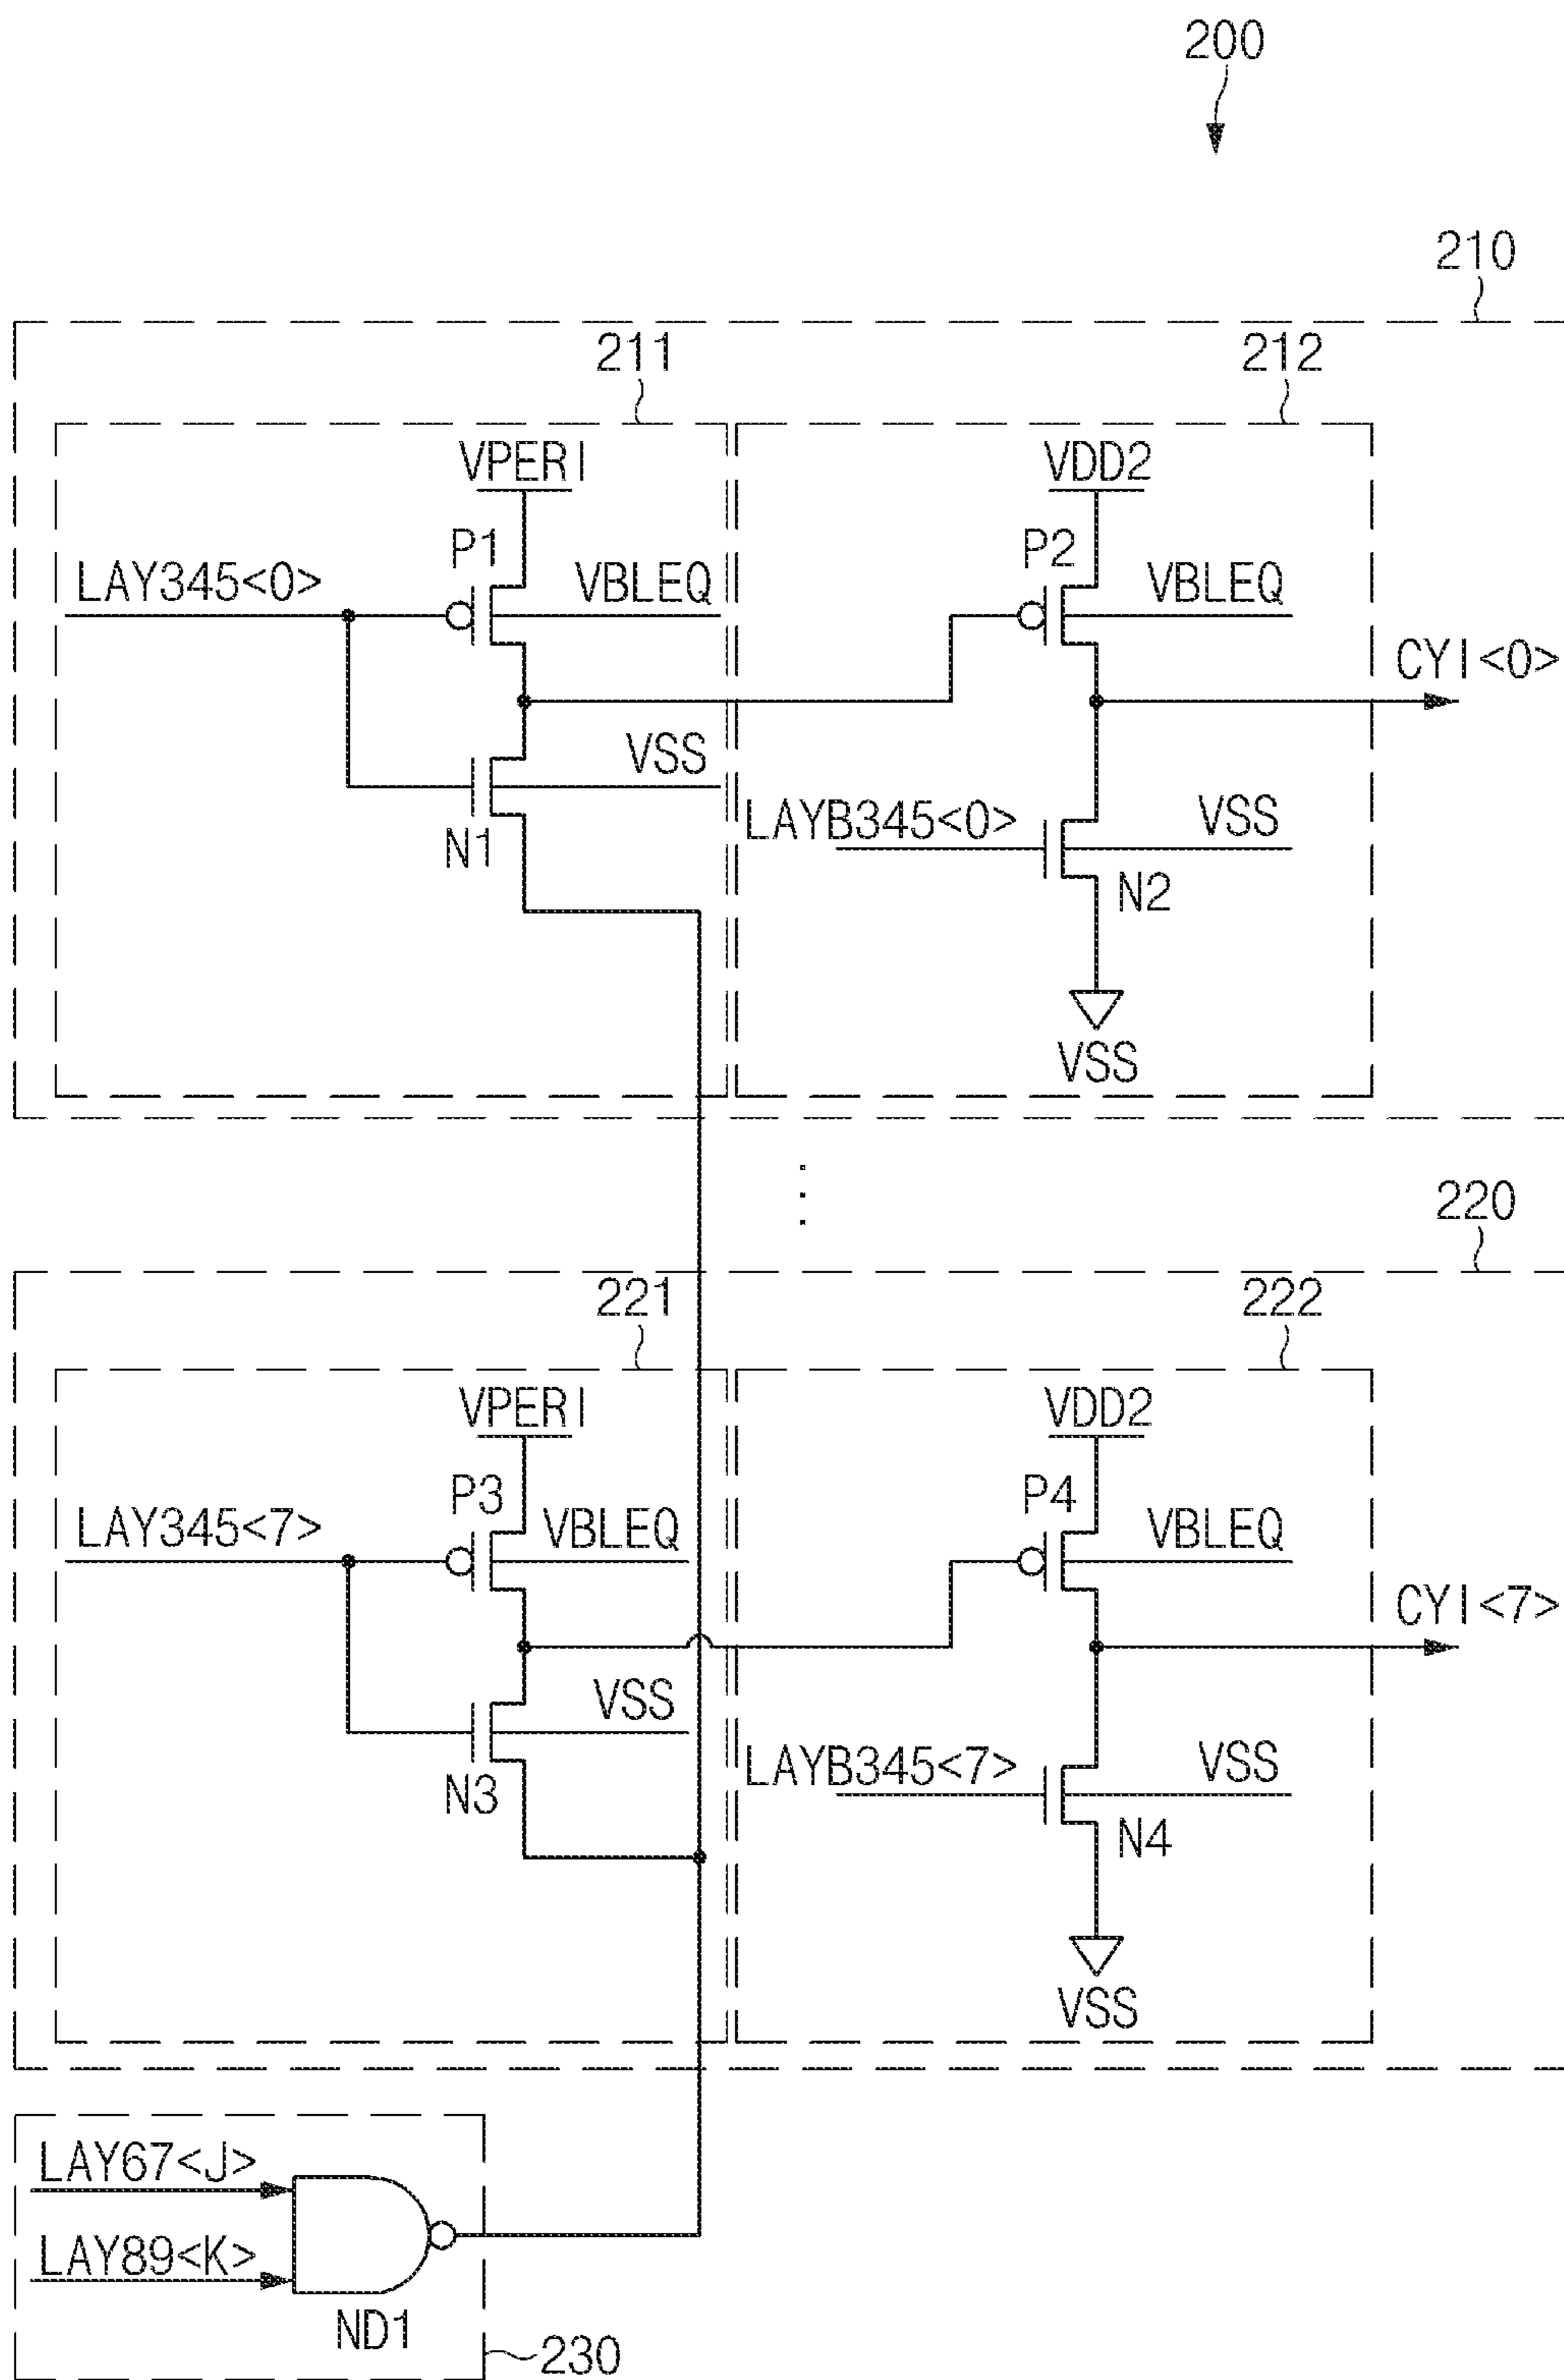 200
210
211
212
VPERI
VDD2
P1
P2
LAY345<0>
VBLEQ
VBLEQ
CYI<0>
VSS
LAYB345<0>
VSS
N1
N2
VSS
220
221
222
VPERI
VDD2
P3
P4
LAY345<7>
VBLEQ
VBLEQ
CYI<7>
VSS
LAYB345<7>
VSS
N3
N4
VSS
LAY67<J>
LAY89<K>
ND1
230